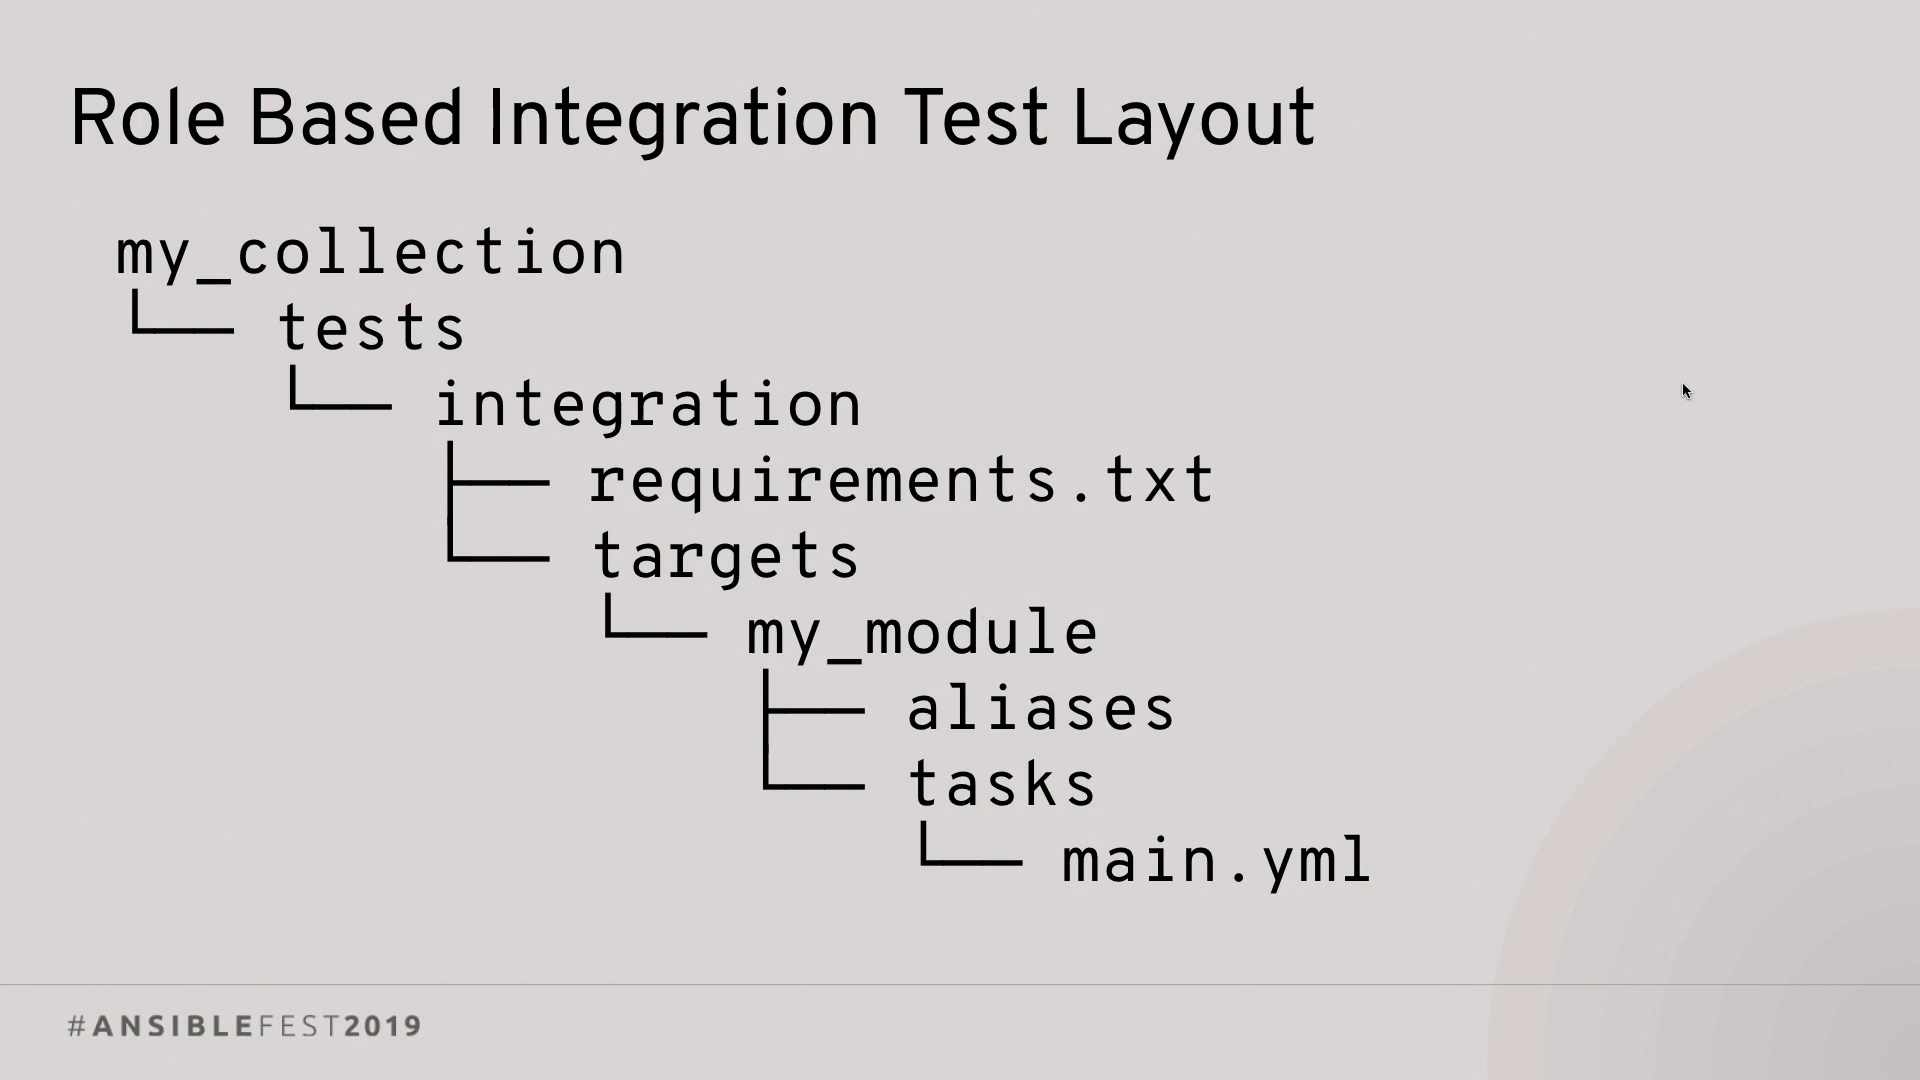 Role Based Integration Test Layout
my_collection
└── tests
└── integration
├── requirements.txt
└── targets
└── my_module
├── aliases
└── tasks
└── main.yml
#ANSIBLEFEST2019